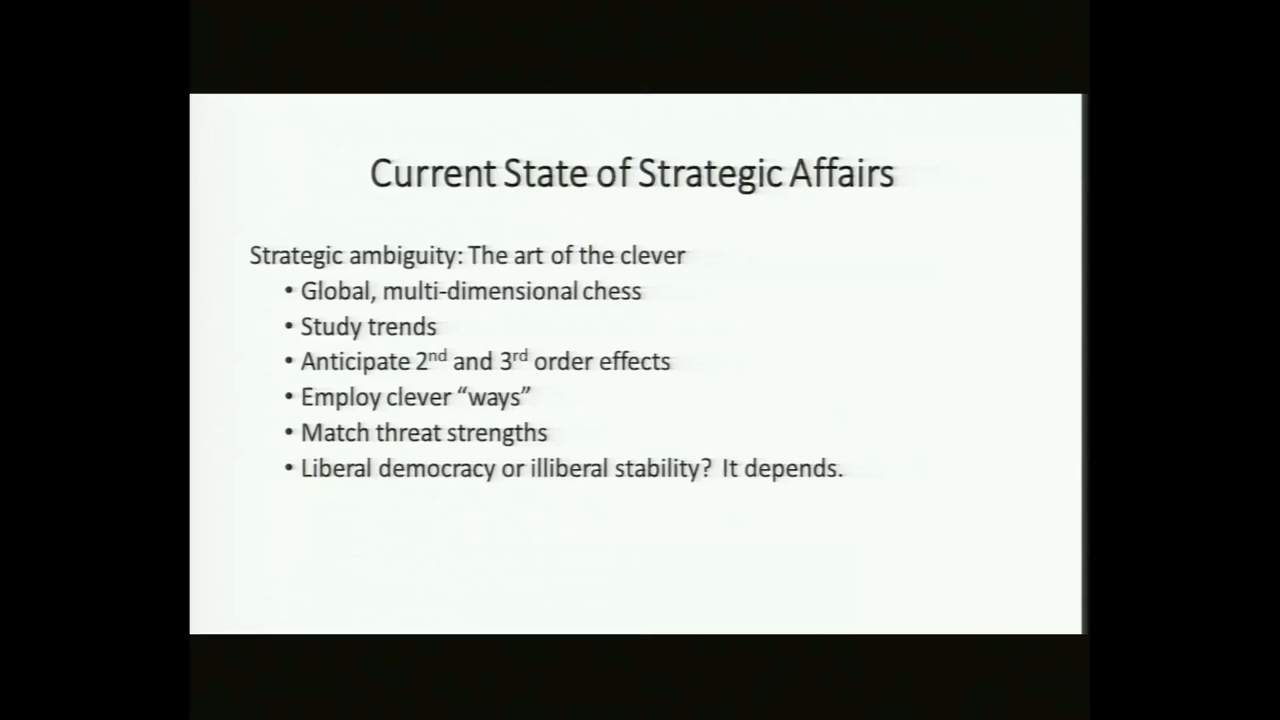 Current State of Strategic Affairs
Strategic ambiguity: The art of the clever
• Global, multi-dimensional chess
• Study trends
• Anticipate 2nd and 3rd order effects
• Employ clever “ways”
• Match threat strengths
• Liberal democracy or illiberal stability? It depends.